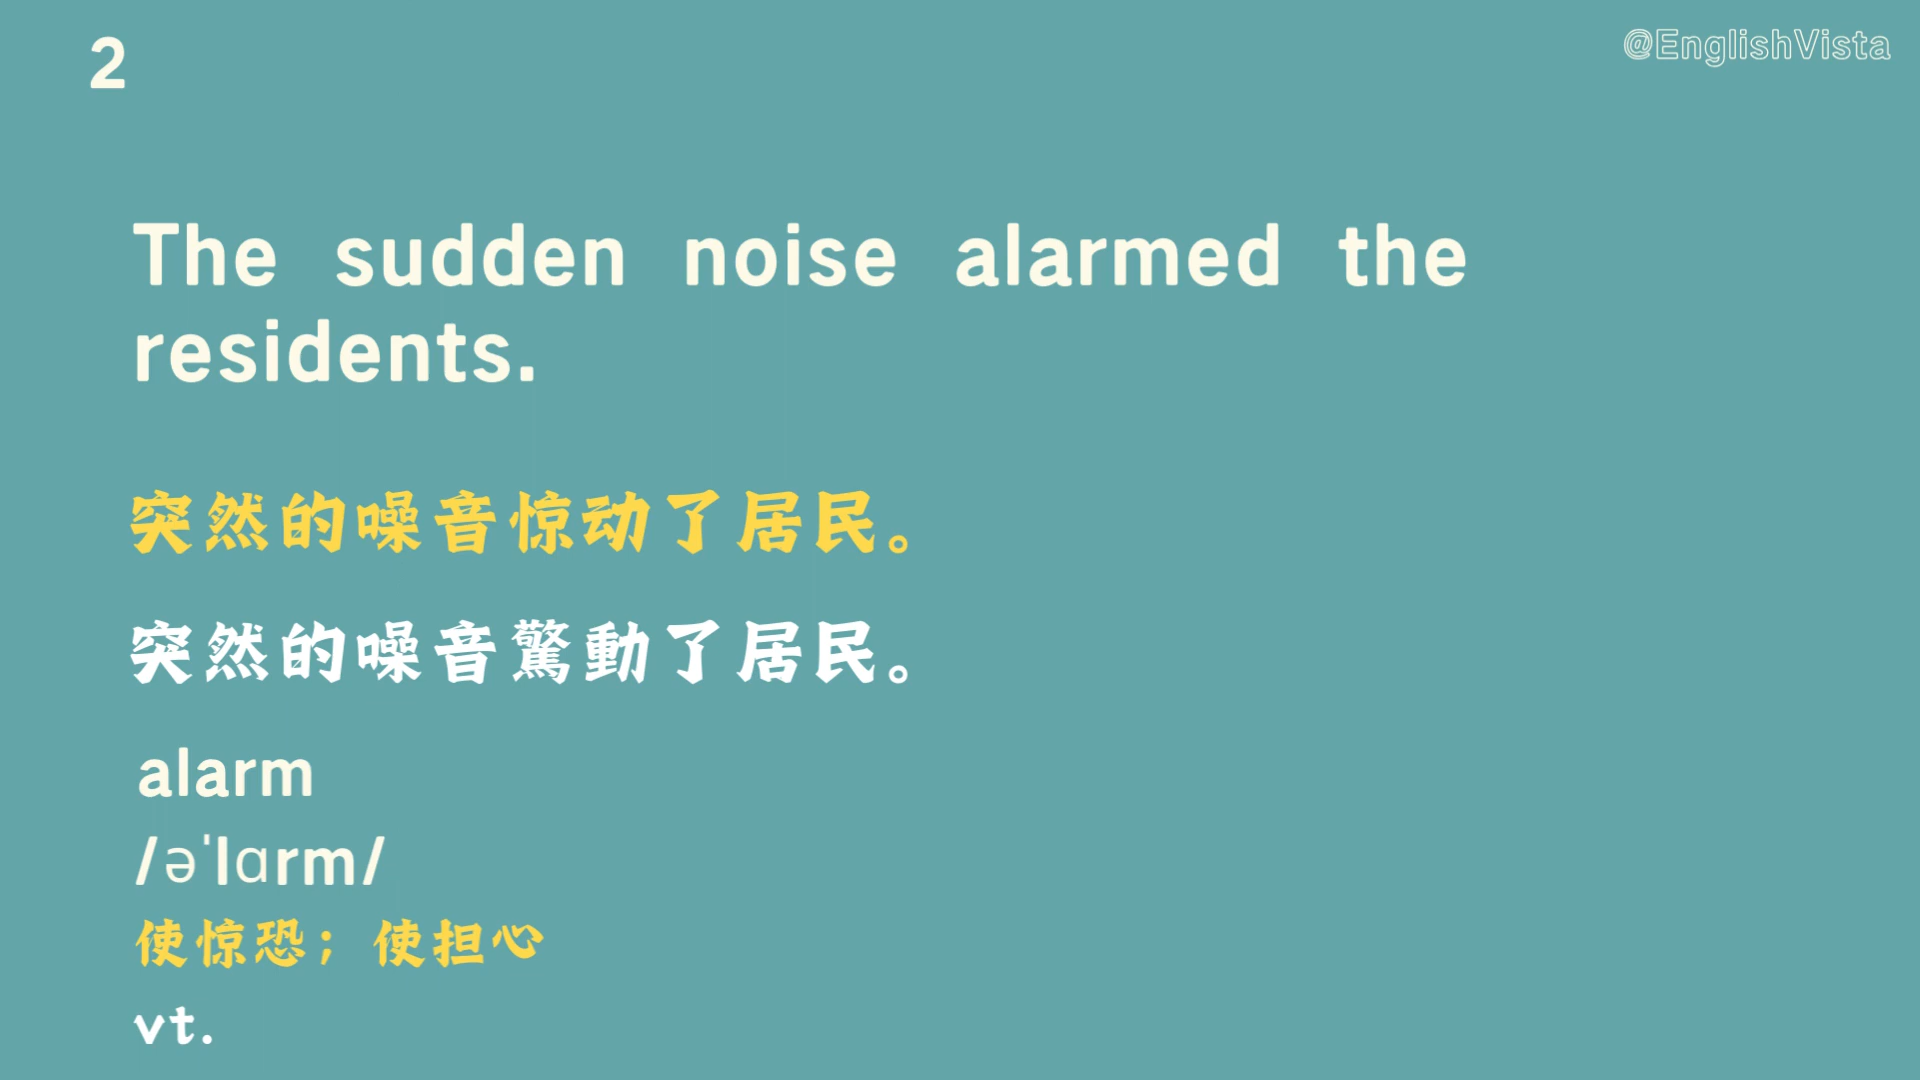 2
@EnglishVista
The sudden noise alarmed the
residents.
突然的噪音惊动了居民。
突然的噪音驚動了居民。
alarm
/əˈlɑrm/
使惊恐；使担心
vt.